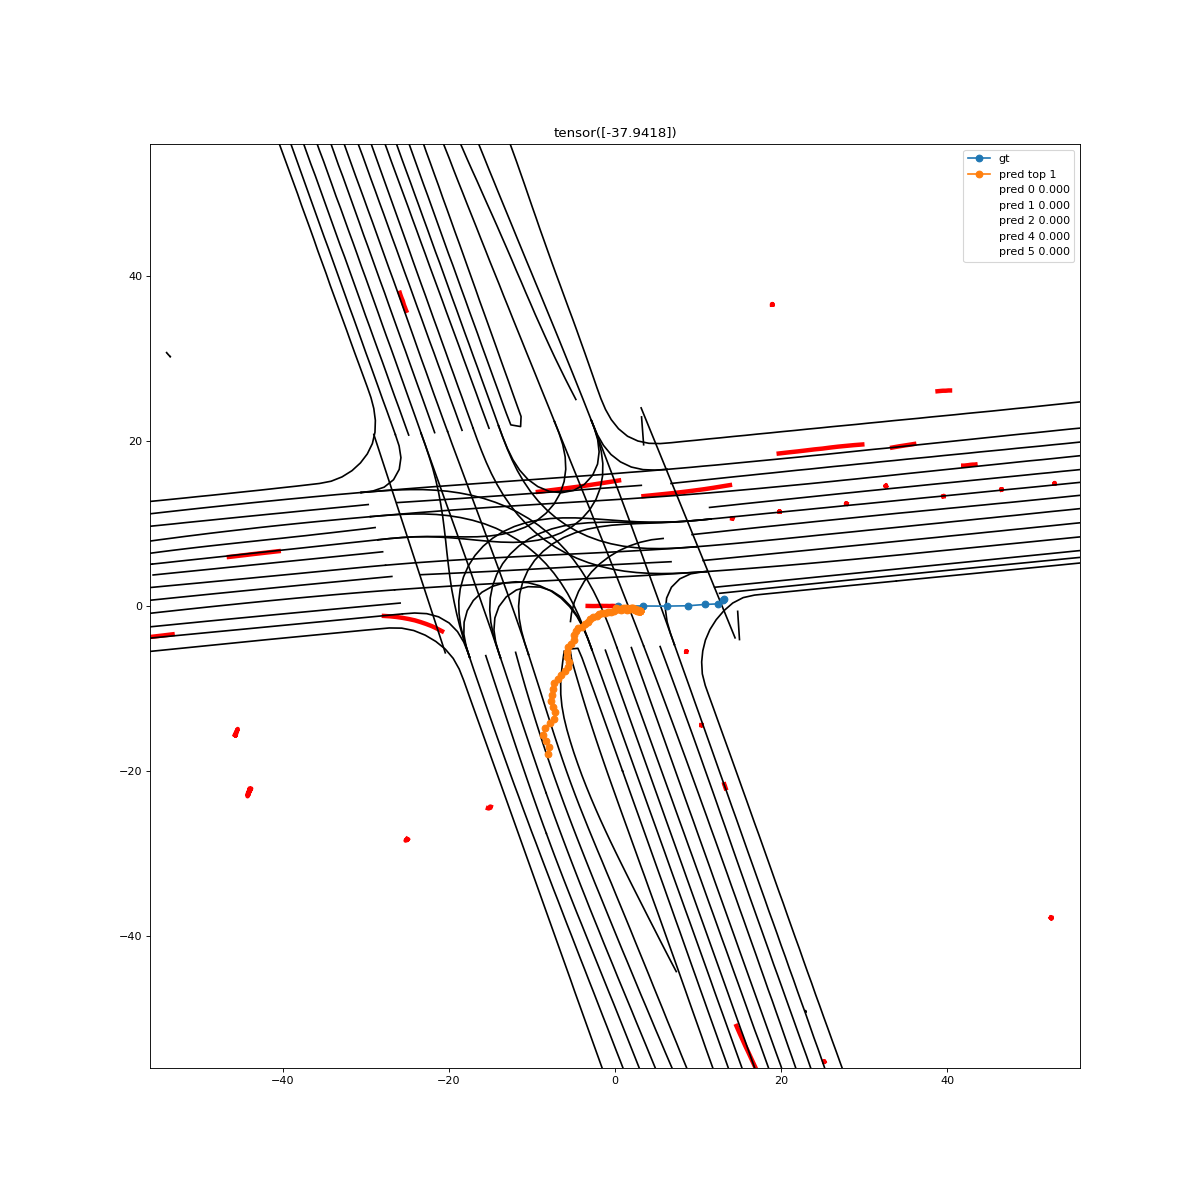 tensor([-37.9418])
gt
pred top 1
pred 0 0.000
pred 1 0.000
pred 2 0.000
pred 4 0.000
pred 5 0.000
40
20
0
−20
−40
−40 −20 0 20 40